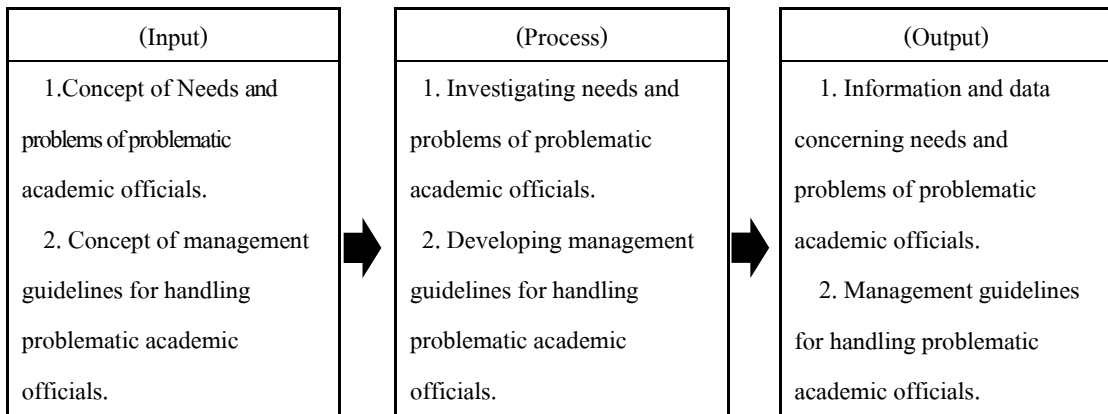 (Input)
1.Concept of Needs and
problems of problematic
academic officials.
2. Concept of management
guidelines for handling
problematic academic
officials.
(Process)
1. Investigating needs and
problems of problematic
academic officials.
2. Developing management
guidelines for handling
problematic academic
officials.
(Output)
1. Information and data
concerning needs and
problems of problematic
academic officials.
2. Management guidelines
for handling problematic
academic officials.